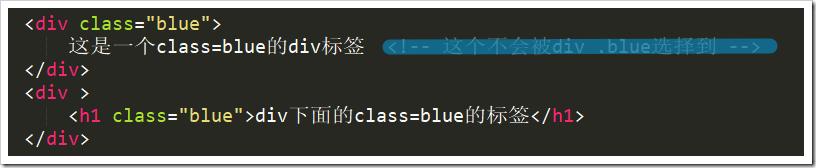 <div class="blue">
这是一个class=blue的div标签 <!-- 这个不会被div .blue选择到 -->
</div>
<div >
<h1 class="blue">div下面的class=blue的标签</h1>
</div>